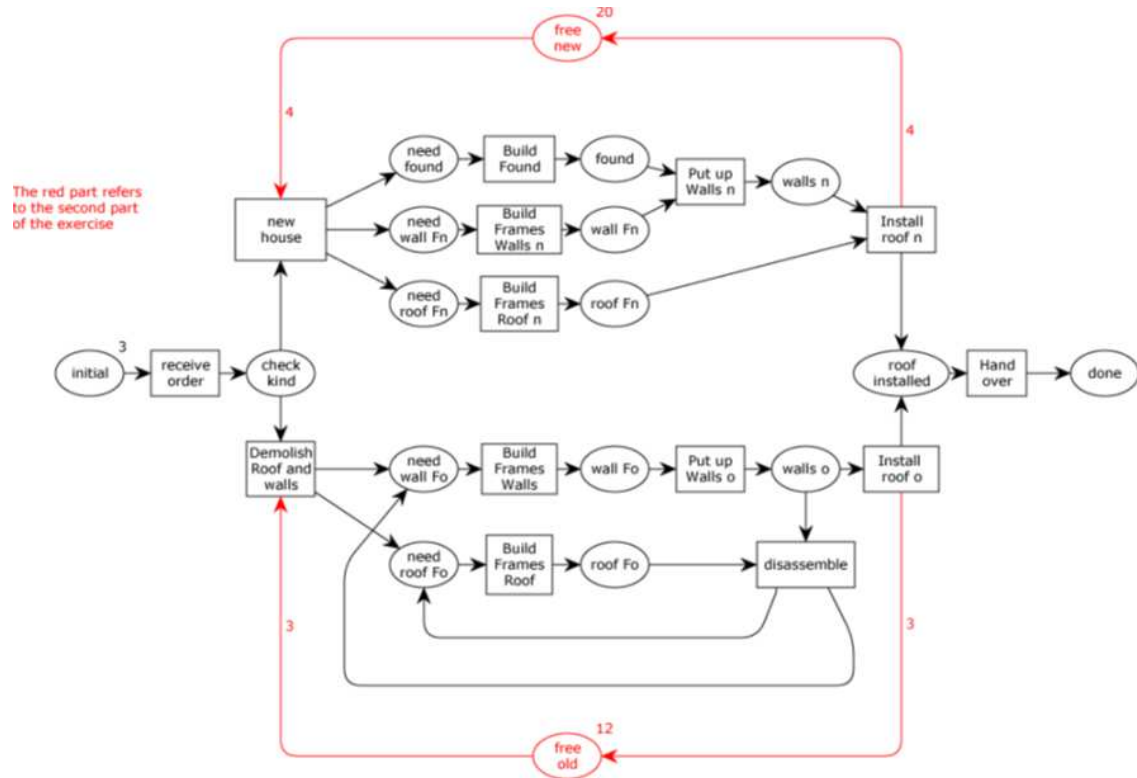 20
free
new
4
4
need
found
Build
Found
found
Put up
Walls n
walls n
The red part refers
to the second part
of the exercise
new
house
need
wall Fn
Build
Frames
Walls n
wall Fn
Install
roof n
need
roof Fn
Build
Frames
Roof n
roof Fn
3
initial
receive
order
check
kind
roof
installed
Hand
over
done
Demolish
Roof and
walls
need
wall Fo
Build
Frames
Walls
wall Fo
Put up
Walls o
walls o
Install
roof o
need
roof Fo
Build
Frames
Roof
roof Fo
disassemble
3
3
12
free
old